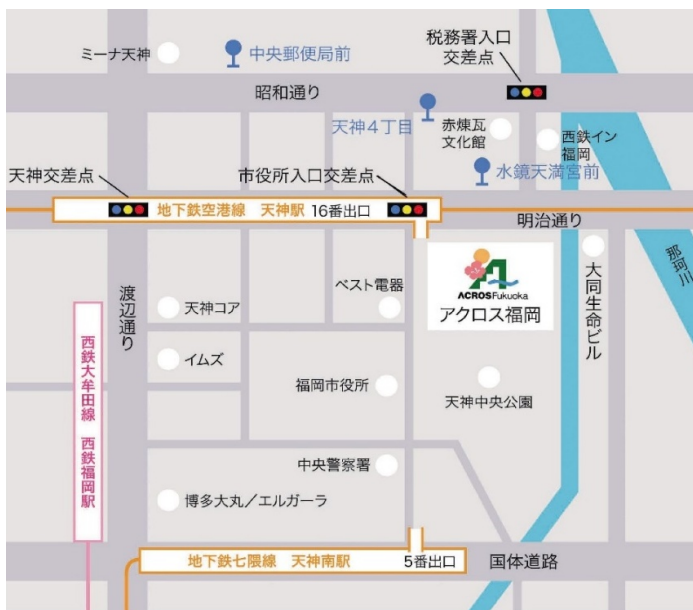 ミーナ天神
中央郵便局前
税務署入口
交差点
昭和通り
天神4丁目
赤煉瓦
文化館
西鉄イン
福岡
水鏡天満宮前
天神交差点
市役所入口交差点
地下鉄空港線 天神駅 16番出口
明治通り
那珂川
渡辺通り
天神コア
ベスト電器
ACROS Fukuoka
アクロス福岡
大同生命ビル
イムズ
西鉄大牟田線 西鉄福岡駅
福岡市役所
天神中央公園
中央警察署
博多大丸/エルガーラ
地下鉄七隈線 天神南駅 5番出口
国体道路